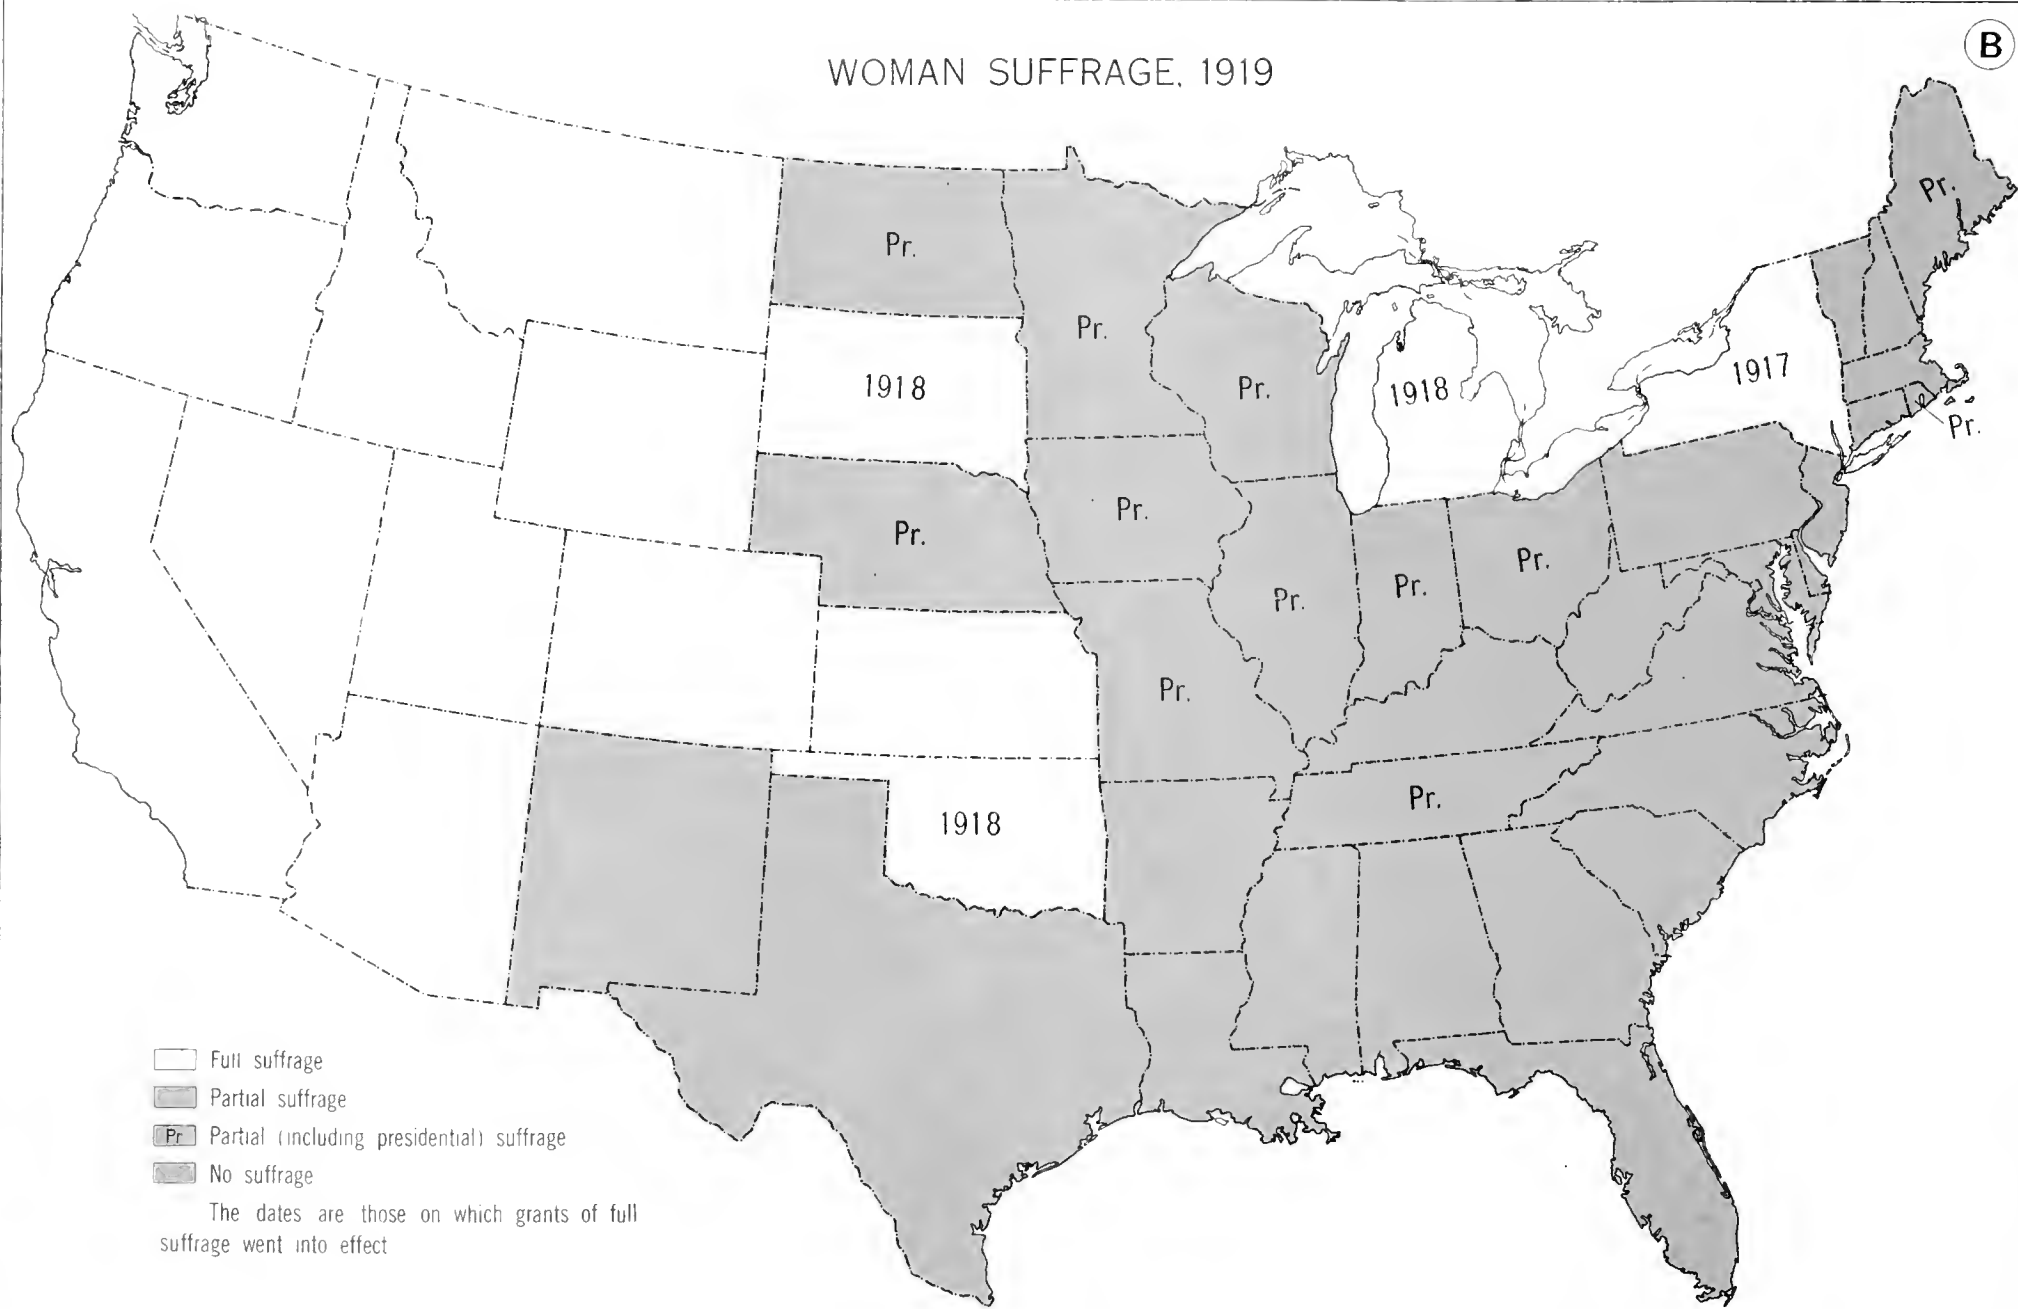 B
WOMAN SUFFRAGE, 1919
Pr.
Pr.
Pr.
1918
Pr.
1918
1917
Pr.
Pr.
Pr.
Pr.
Pr.
Pr.
Pr.
Pr.
Pr.
1918
Full suffrage
Partial suffrage
Pr Partial (including presidential) suffrage
No suffrage
The dates are those on which grants of full
suffrage went into effect